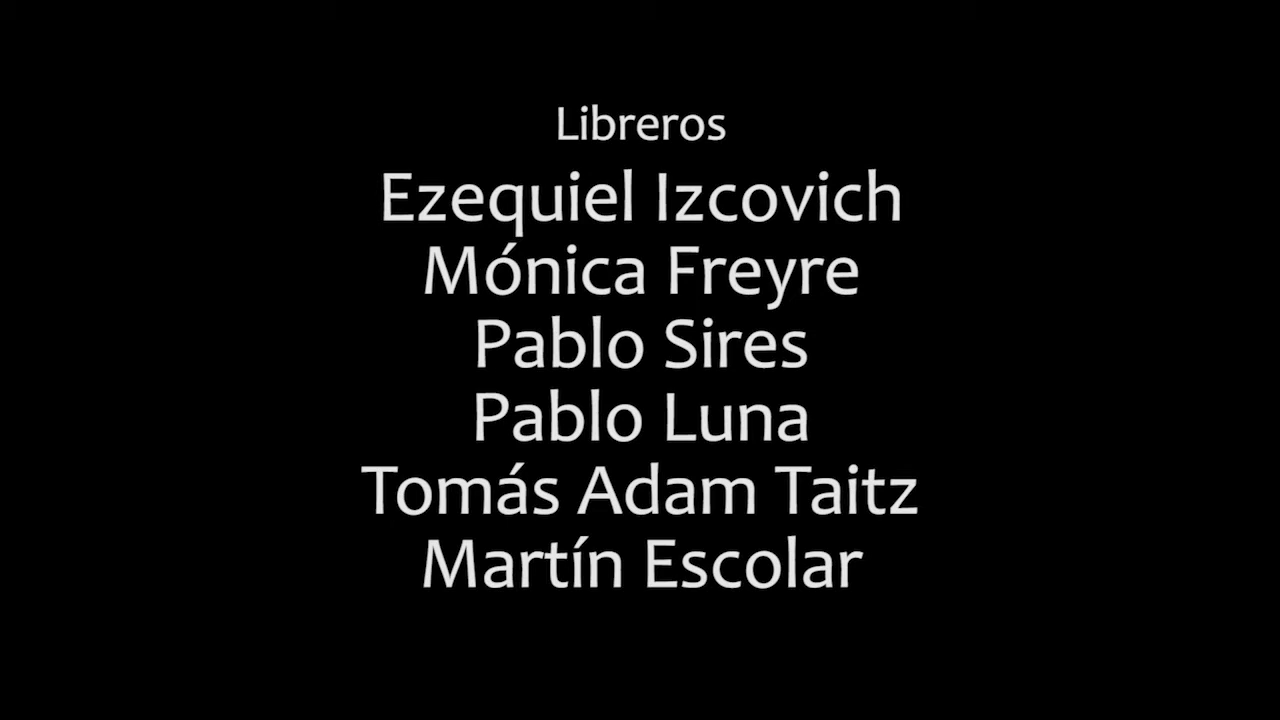 Libreros
Ezequiel Izcovich
Mónica Freyre
Pablo Sires
Pablo Luna
Tomás Adam Taitz
Martín Escolar